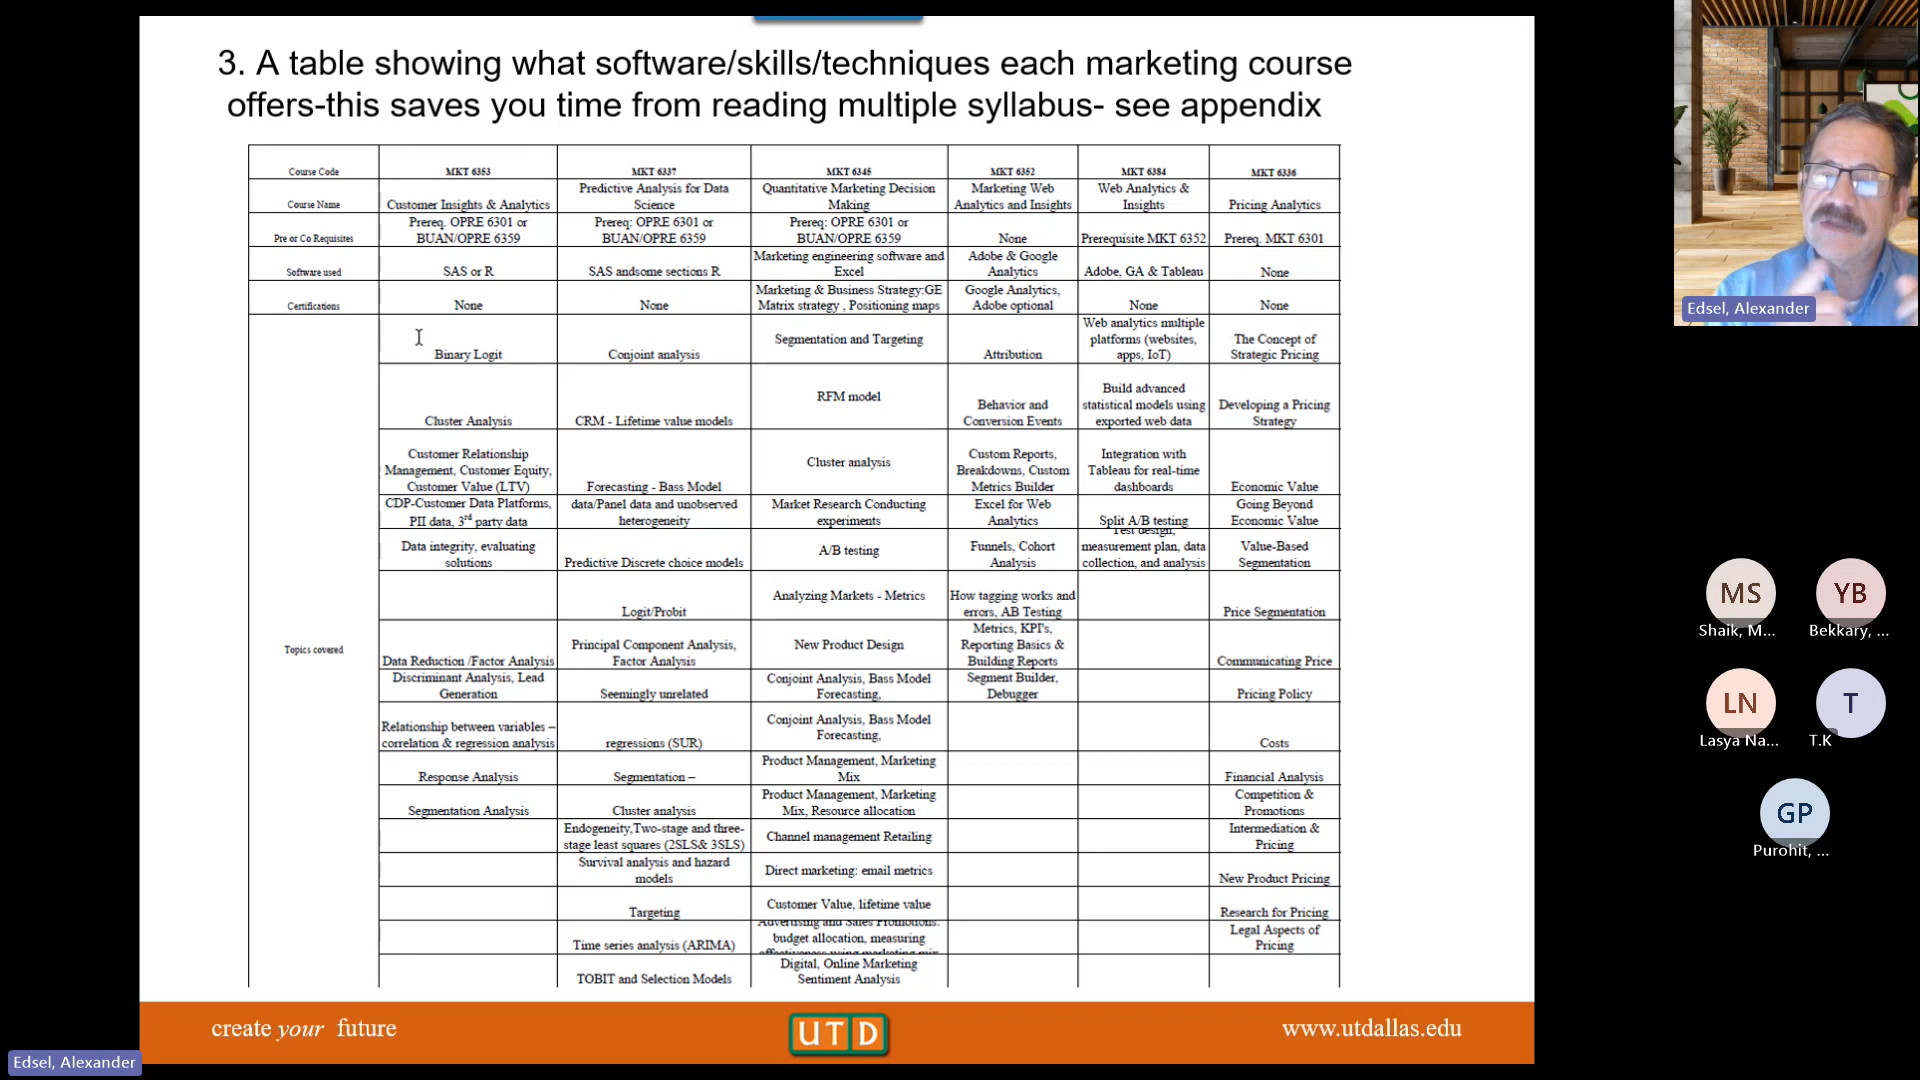 3. A table showing what software/skills/techniques each marketing course
offers-this saves you time from reading multiple syllabus- see appendix
Course Code
MKT 6353
MKT 6337
MKT 6345
MKT 6352
MKT 6384
MKT 6336
Course Name
Customer Insights & Analytics
Predictive Analysis for Data
Science
Quantitative Marketing Decision
Making
Marketing Web
Analytics and Insights
Web Analytics &
Insights
Pricing Analytics
Pre or Co Requisites
Prereq. OPRE 6301 or
BUAN/OPRE 6359
Prereq: OPRE 6301 or
BUAN/OPRE 6359
Prereq: OPRE 6301 or
BUAN/OPRE 6359
None
Prerequisite MKT 6352
Prereq. MKT 6301
Software used
SAS or R
SAS andsome sections R
Marketing engineering software and
Excel
Adobe & Google
Analytics
Adobe, GA & Tableau
None
Certifications
None
None
Marketing & Business Strategy:GE
Matrix strategy , Positioning maps
Google Analytics,
Adobe optional
None
None
Topics covered
Binary Logit
Conjoint analysis
Segmentation and Targeting
Attribution
Web analytics multiple
platforms (websites,
apps, IoT)
The Concept of
Strategic Pricing
Cluster Analysis
CRM - Lifetime value models
RFM model
Behavior and
Conversion Events
Build advanced
statistical models using
exported web data
Developing a Pricing
Strategy
Customer Relationship
Management, Customer Equity,
Customer Value (LTV)
Forecasting - Bass Model
Cluster analysis
Custom Reports,
Breakdowns, Custom
Metrics Builder
Integration with
Tableau for real-time
dashboards
Economic Value
CDP-Customer Data Platforms,
PII data, 3rd party data
data/Panel data and unobserved
heterogeneity
Market Research Conducting
experiments
Excel for Web
Analytics
Split A/B testing
Going Beyond
Economic Value
Data integrity, evaluating
solutions
Predictive Discrete choice models
A/B testing
Funnels, Cohort
Analysis
Test design,
measurement plan, data
collection, and analysis
Value-Based
Segmentation
Logit/Probit
Analyzing Markets - Metrics
How tagging works and
errors, AB Testing
Price Segmentation
Data Reduction /Factor Analysis
Principal Component Analysis,
Factor Analysis
New Product Design
Metrics, KPI's,
Reporting Basics &
Building Reports
Communicating Price
Discriminant Analysis, Lead
Generation
Seemingly unrelated
Conjoint Analysis, Bass Model
Forecasting,
Segment Builder,
Debugger
Pricing Policy
Relationship between variables –
correlation & regression analysis
regressions (SUR)
Conjoint Analysis, Bass Model
Forecasting,
Costs
Response Analysis
Segmentation –
Product Management, Marketing
Mix
Financial Analysis
Segmentation Analysis
Cluster analysis
Product Management, Marketing
Mix, Resource allocation
Competition &
Promotions
Endogeneity,Two-stage and three-
stage least squares (2SLS& 3SLS)
Channel management Retailing
Intermediation &
Pricing
Survival analysis and hazard
models
Direct marketing: email metrics
New Product Pricing
Targeting
Customer Value, lifetime value
Research for Pricing
Time series analysis (ARIMA)
Advertising and Sales Promotions:
budget allocation, measuring
effectiveness using marketing mix
Legal Aspects of
Pricing
TOBIT and Selection Models
Digital, Online Marketing
Sentiment Analysis
create your future
UTD
www.utdallas.edu
Edsel, Alexander
Edsel, Alexander
MS
Shaik, M...
YB
Bekkary, ...
LN
Lasya Na...
T
T.K
GP
Purohit, ...